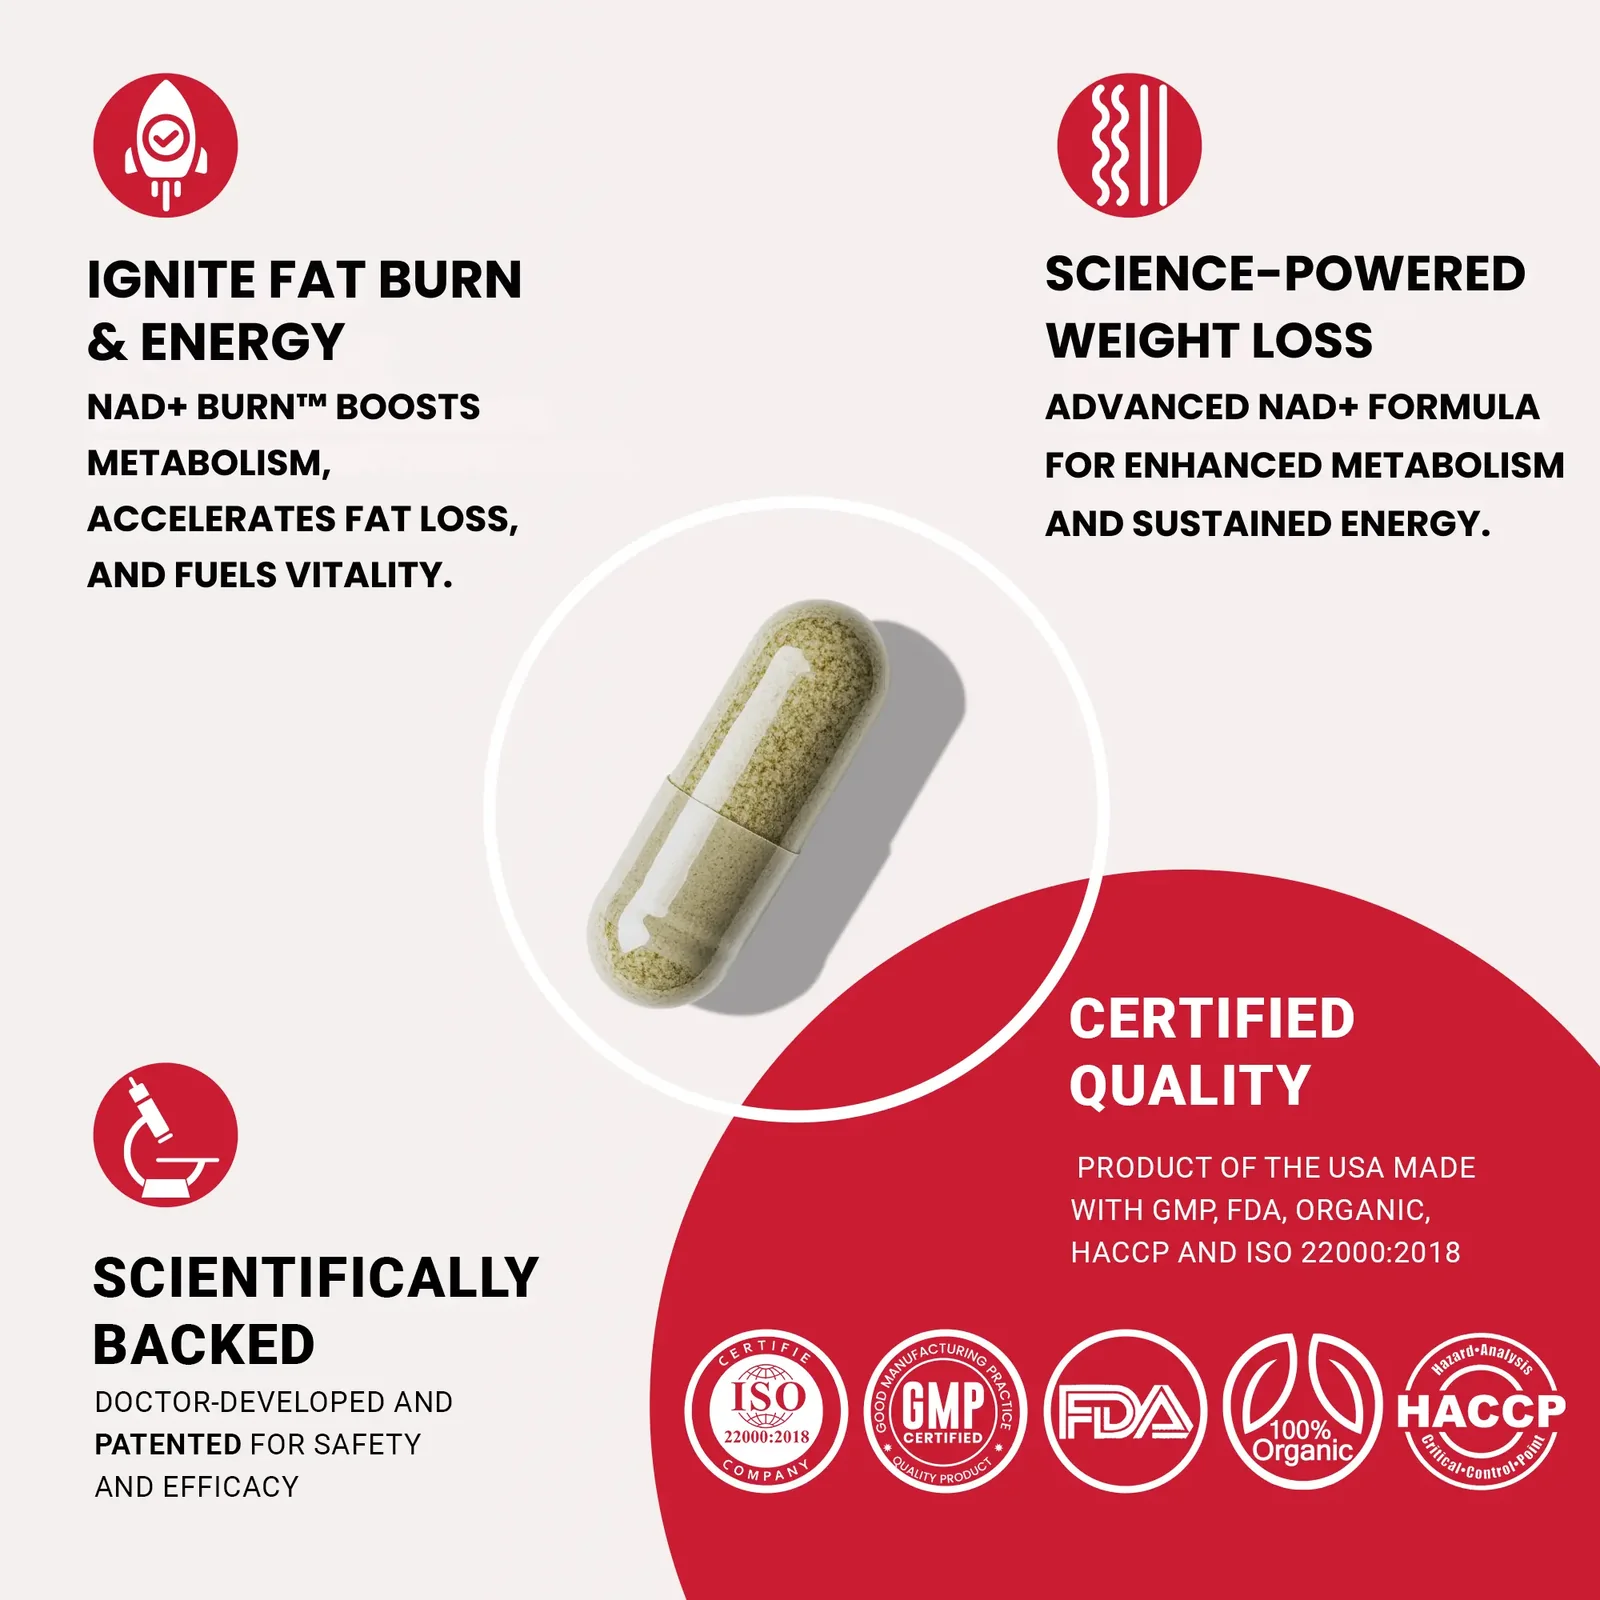 IGNITE FAT BURN
& ENERGY
NAD+ BURN™ BOOSTS
METABOLISM,
ACCELERATES FAT LOSS,
AND FUELS VITALITY.
SCIENCE-POWERED
WEIGHT LOSS
ADVANCED NAD+ FORMULA
FOR ENHANCED METABOLISM
AND SUSTAINED ENERGY.
SCIENTIFICALLY
BACKED
DOCTOR-DEVELOPED AND
PATENTED FOR SAFETY
AND EFFICACY
CERTIFIED
QUALITY
PRODUCT OF THE USA MADE
WITH GMP, FDA, ORGANIC,
HACCP AND ISO 22000:2018
CERTIFIE
ISO
22000:2018
COMPANY
GOOD MANUFACTURING PRACTICE
GMP
CERTIFIED
QUALITY PRODUCT
FDA
100%
Organic
Hazard•Analysis
HACCP
Critical•Control•Point